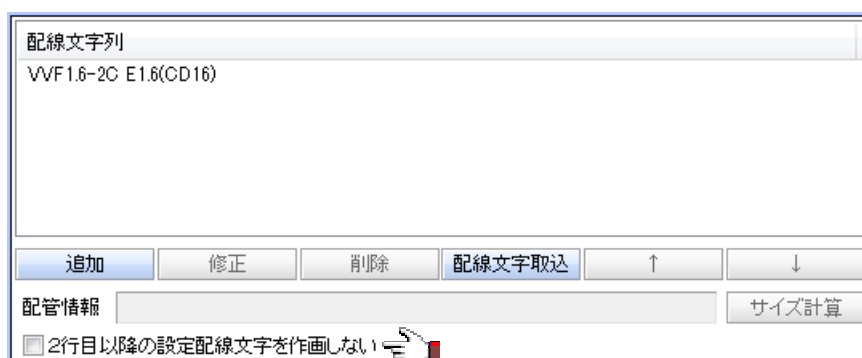 配線文字列
VVF1.6-2C E1.6(CD16)
追加 修正 削除 配線文字取込 ↑ ↓
配管情報 サイズ計算
2行目以降の設定配線文字を作画しない